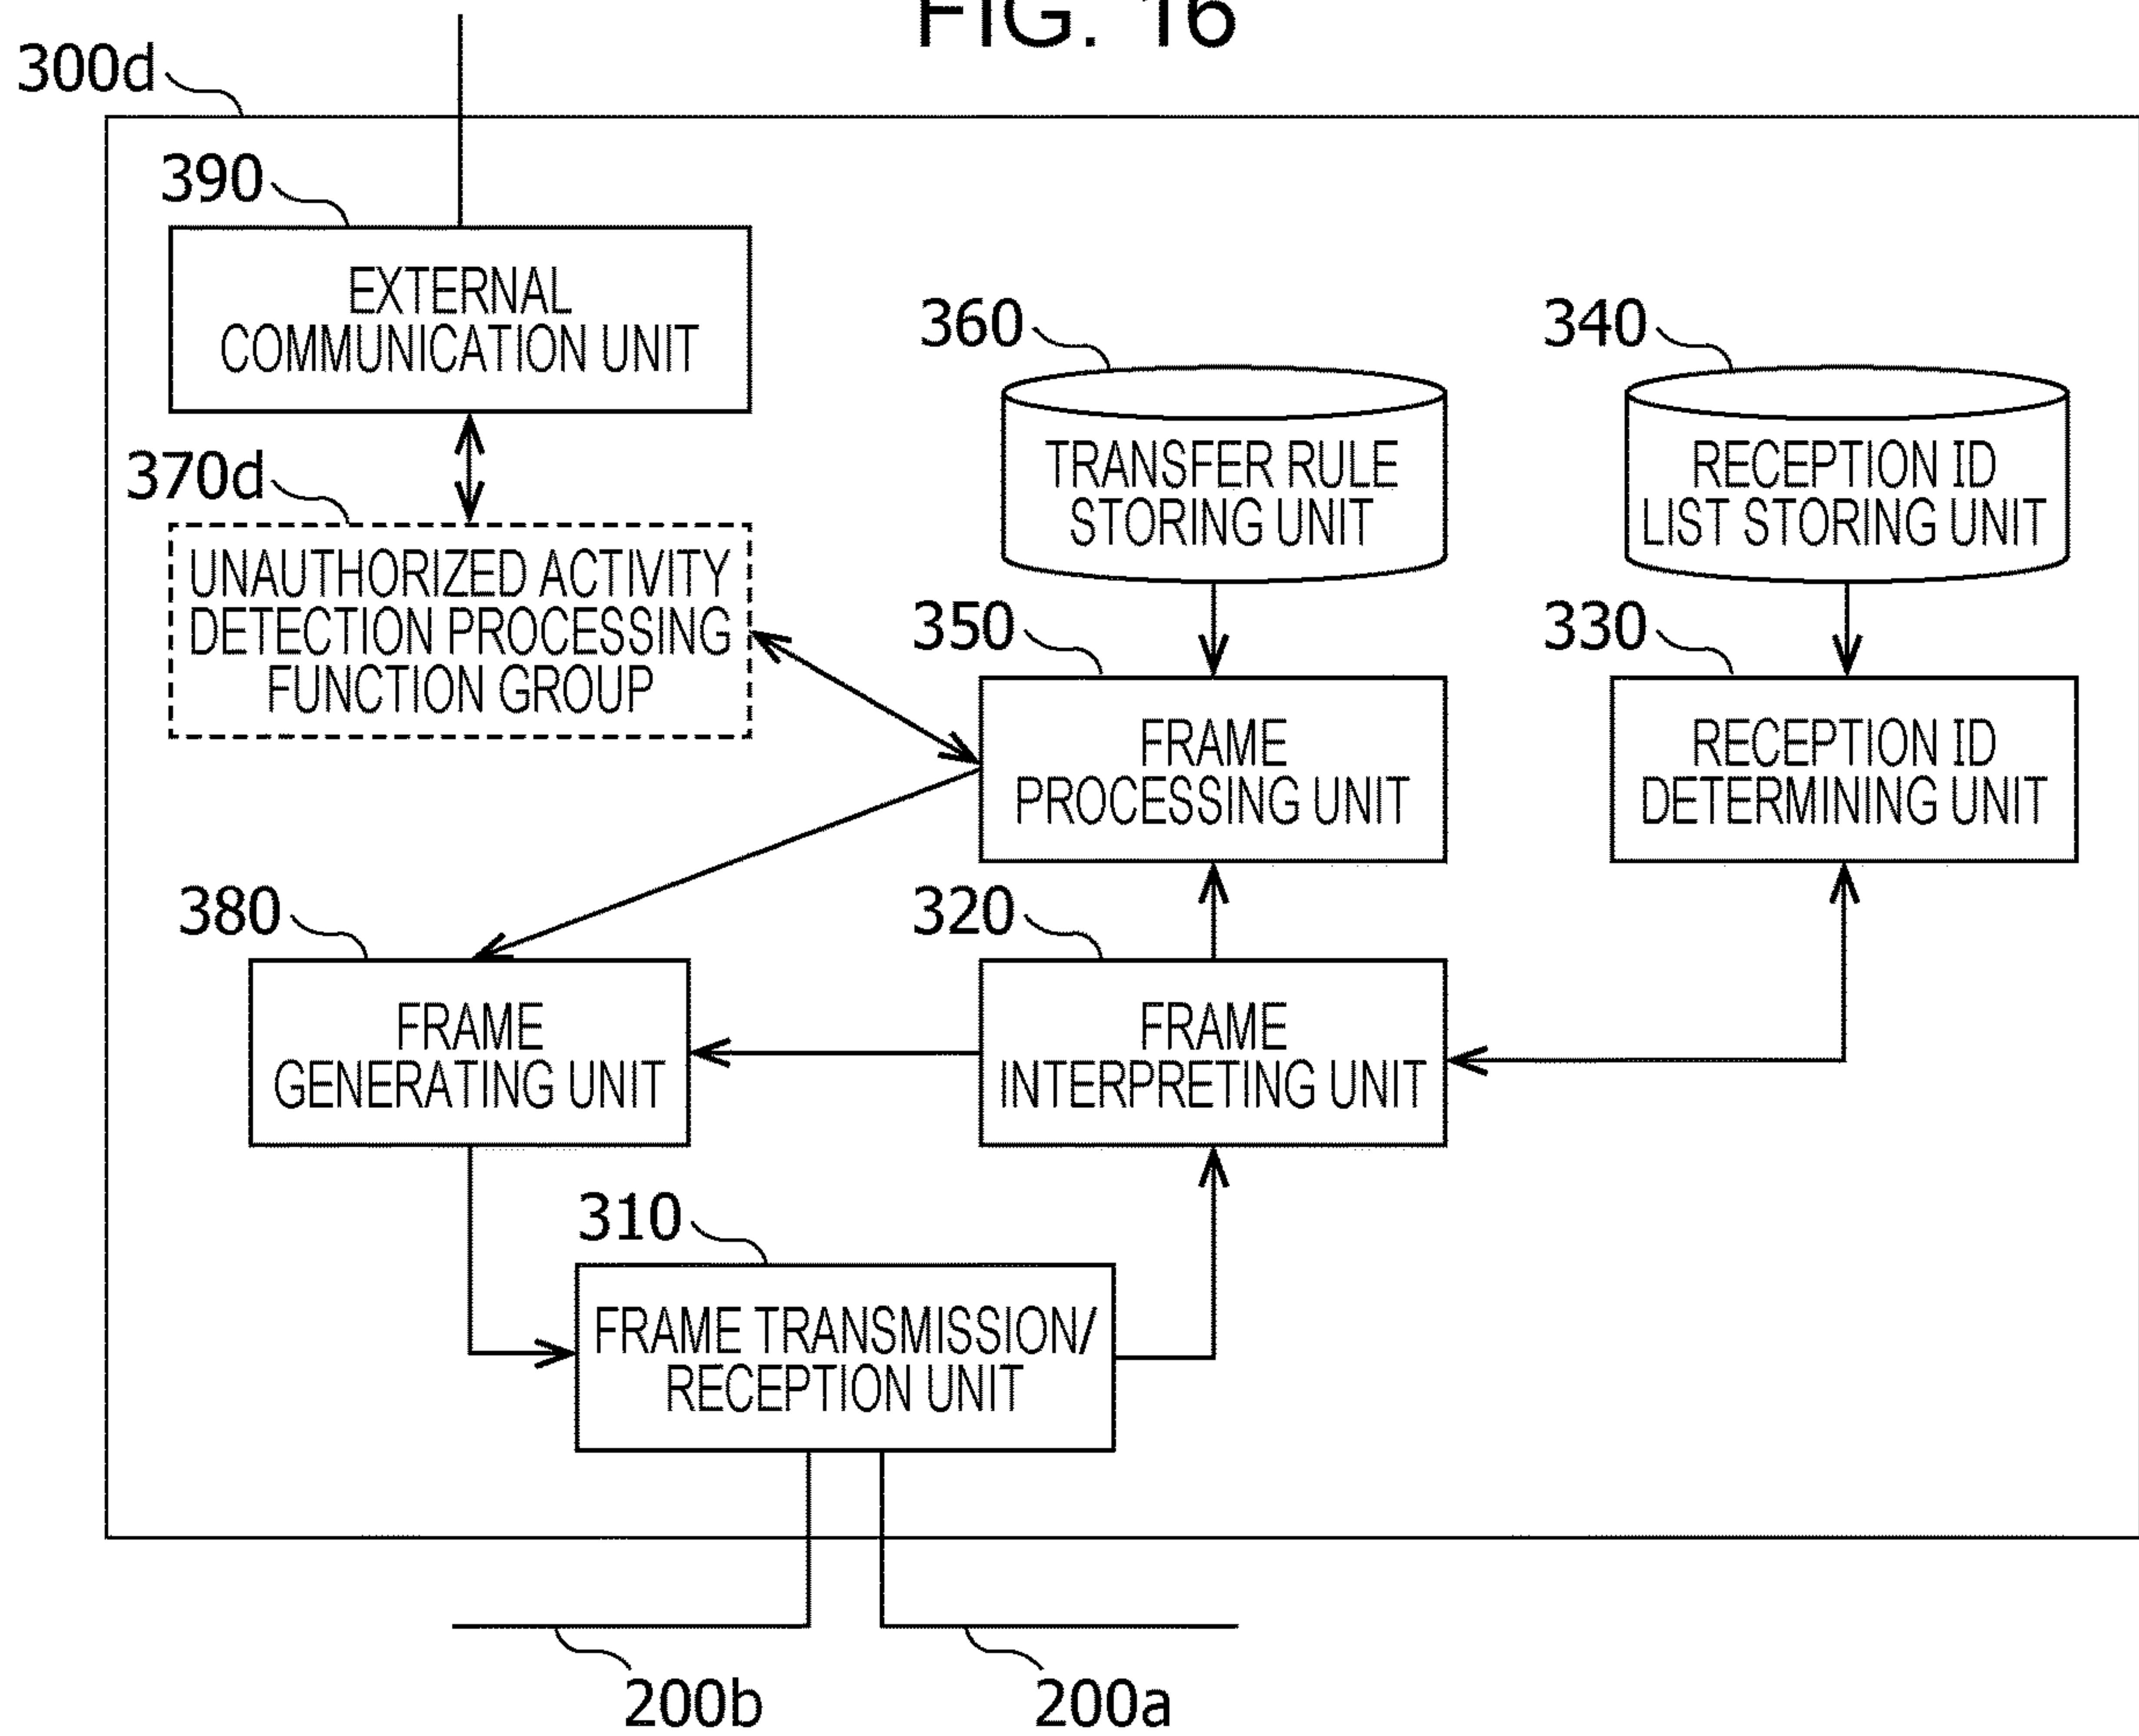 FIG. 16
300d
390
EXTERNAL
COMMUNICATION UNIT
360
340
TRANSFER RULE
STORING UNIT
RECEPTION ID
LIST STORING UNIT
370d
UNAUTHORIZED ACTIVITY
DETECTION PROCESSING
FUNCTION GROUP
350
330
FRAME
PROCESSING UNIT
RECEPTION ID
DETERMINING UNIT
380
320
FRAME
GENERATING UNIT
FRAME
INTERPRETING UNIT
310
FRAME TRANSMISSION/
RECEPTION UNIT
200b
200a